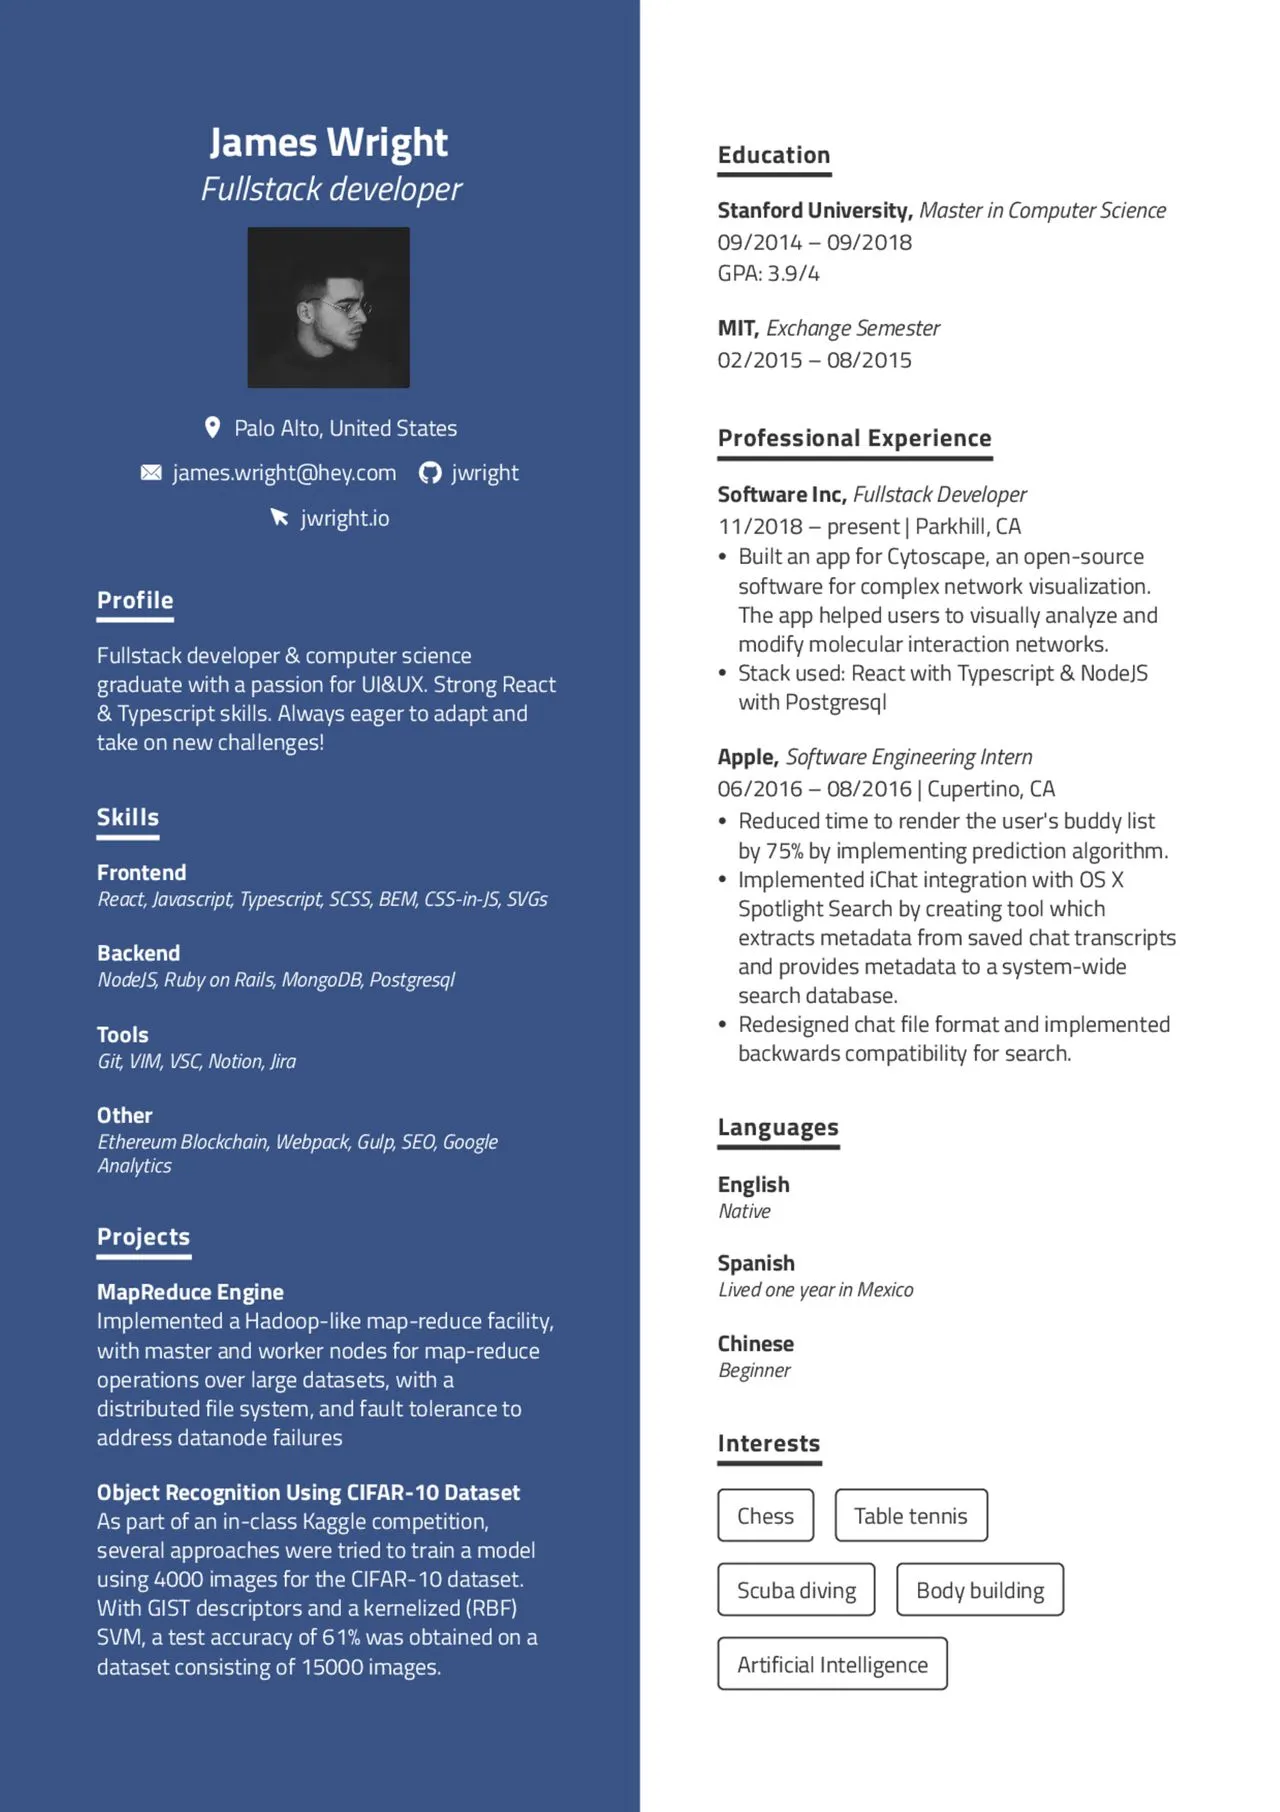 James Wright
Fullstack developer
Palo Alto, United States
james.wright@hey.com jwright
jwright.io
Profile
Fullstack developer & computer science
graduate with a passion for UI&UX. Strong React
& Typescript skills. Always eager to adapt and
take on new challenges!
Skills
Frontend
React, Javascript, Typescript, SCSS, BEM, CSS-in-JS, SVGs
Backend
NodeJS, Ruby on Rails, MongoDB, Postgresql
Tools
Git, VIM, VSC, Notion, Jira
Other
Ethereum Blockchain, Webpack, Gulp, SEO, Google
Analytics
Projects
MapReduce Engine
Implemented a Hadoop-like map-reduce facility,
with master and worker nodes for map-reduce
operations over large datasets, with a
distributed file system, and fault tolerance to
address datanode failures
Object Recognition Using CIFAR-10 Dataset
As part of an in-class Kaggle competition,
several approaches were tried to train a model
using 4000 images for the CIFAR-10 dataset.
With GIST descriptors and a kernelized (RBF)
SVM, a test accuracy of 61% was obtained on a
dataset consisting of 15000 images.
Education
Stanford University, Master in Computer Science
09/2014 – 09/2018
GPA: 3.9/4
MIT, Exchange Semester
02/2015 – 08/2015
Professional Experience
Software Inc, Fullstack Developer
11/2018 – present | Parkhill, CA
• Built an app for Cytoscape, an open-source
software for complex network visualization.
The app helped users to visually analyze and
modify molecular interaction networks.
• Stack used: React with Typescript & NodeJS
with Postgresql
Apple, Software Engineering Intern
06/2016 – 08/2016 | Cupertino, CA
• Reduced time to render the user's buddy list
by 75% by implementing prediction algorithm.
• Implemented iChat integration with OS X
Spotlight Search by creating tool which
extracts metadata from saved chat transcripts
and provides metadata to a system-wide
search database.
• Redesigned chat file format and implemented
backwards compatibility for search.
Languages
English
Native
Spanish
Lived one year in Mexico
Chinese
Beginner
Interests
Chess Table tennis
Scuba diving Body building
Artificial Intelligence